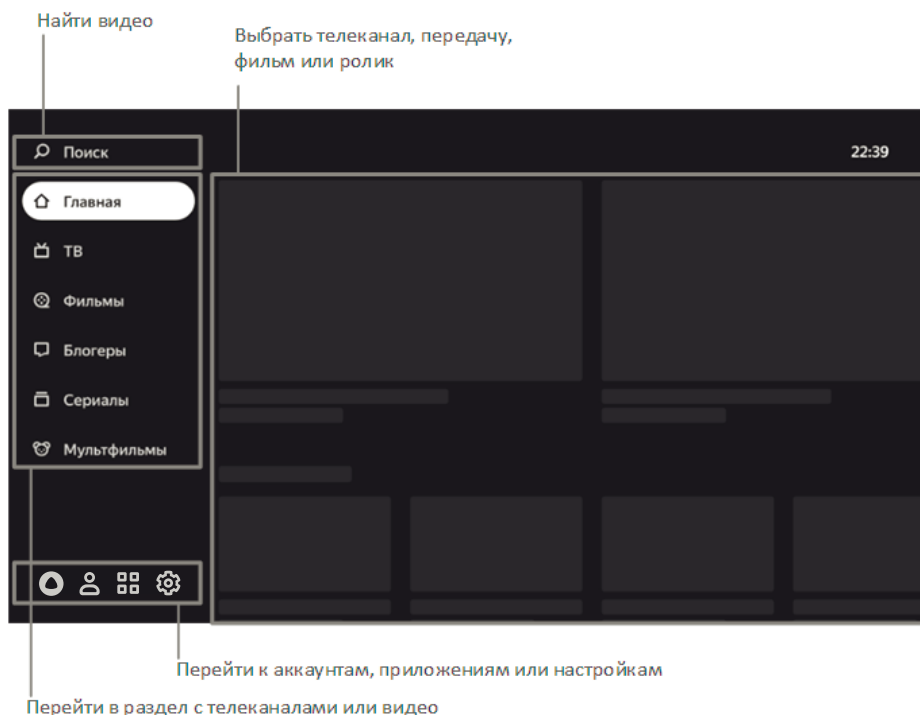 Найти видео
Выбрать телеканал, передачу,
фильм или ролик
Поиск
22:39
Главная
ТВ
Фильмы
Блогеры
Сериалы
Мультфильмы
Перейти к аккаунтам, приложениям или настройкам
Перейти в раздел с телеканалами или видео